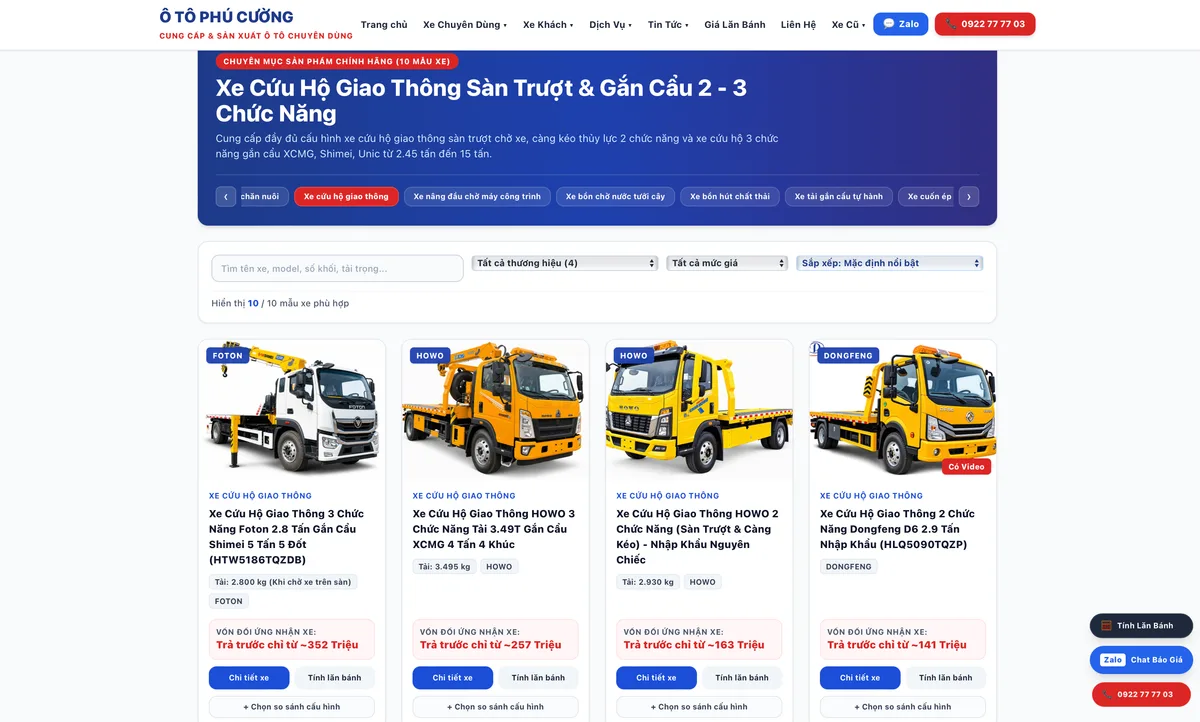 Ô TÔ PHÚ CƯỜNG
CUNG CẤP & SẢN XUẤT Ô TÔ CHUYÊN DÙNG
Trang chủ
Xe Chuyên Dùng
Xe Khách
Dịch Vụ
Tin Tức
Giá Lăn Bánh
Liên Hệ
Xe Cũ
Zalo
0922 77 77 03
CHUYÊN MỤC SẢN PHẨM CHÍNH HÃNG (10 MẪU XE)
Xe Cứu Hộ Giao Thông Sàn Trượt & Gắn Cẩu 2 - 3
Chức Năng
Cung cấp đầy đủ cấu hình xe cứu hộ giao thông sàn trượt chở xe, càng kéo thủy lực 2 chức năng và xe cứu hộ 3 chức
năng gắn cẩu XCMG, Shimei, Unic từ 2.45 tấn đến 15 tấn.
‹
chăn nuôi
Xe cứu hộ giao thông
Xe nâng đầu chở máy công trình
Xe bồn chở nước tưới cây
Xe bồn hút chất thải
Xe tải gắn cẩu tự hành
Xe cuốn ép
›
Tìm tên xe, model, số khối, tải trọng...
Tất cả thương hiệu (4)
Tất cả mức giá
Sắp xếp: Mặc định nổi bật
Hiển thị 10 / 10 mẫu xe phù hợp
FOTON
FOTON
XE CỨU HỘ GIAO THÔNG
Xe Cứu Hộ Giao Thông 3 Chức
Năng Foton 2.8 Tấn Gắn Cẩu
Shimei 5 Tấn 5 Đốt
(HTW5186TQZDB)
Tải: 2.800 kg (Khi chở xe trên sàn)
FOTON
VỐN ĐỐI ỨNG NHẬN XE:
Trả trước chỉ từ ~352 Triệu
Chi tiết xe
Tính lăn bánh
+ Chọn so sánh cấu hình
HOWO
XE CỨU HỘ GIAO THÔNG
Xe Cứu Hộ Giao Thông HOWO 3
Chức Năng Tải 3.49T Gắn Cẩu
XCMG 4 Tấn 4 Khúc
Tải: 3.495 kg
HOWO
VỐN ĐỐI ỨNG NHẬN XE:
Trả trước chỉ từ ~257 Triệu
Chi tiết xe
Tính lăn bánh
+ Chọn so sánh cấu hình
HOWO
HOWO
XE CỨU HỘ GIAO THÔNG
Xe Cứu Hộ Giao Thông HOWO 2
Chức Năng (Sàn Trượt & Càng
Kéo) - Nhập Khẩu Nguyên
Chiếc
Tải: 2.930 kg
HOWO
VỐN ĐỐI ỨNG NHẬN XE:
Trả trước chỉ từ ~163 Triệu
Chi tiết xe
Tính lăn bánh
+ Chọn so sánh cấu hình
DONGFENG
Có Video
XE CỨU HỘ GIAO THÔNG
Xe Cứu Hộ Giao Thông 2 Chức
Năng Dongfeng D6 2.9 Tấn
Nhập Khẩu (HLQ5090TQZP)
DONGFENG
VỐN ĐỐI ỨNG NHẬN XE:
Trả trước chỉ từ ~141 Triệu
Chi tiết xe
Tính lăn bánh
+ Chọn so sánh cấu hình
Tính Lăn Bánh
Zalo Chat Báo Giá
0922 77 77 03